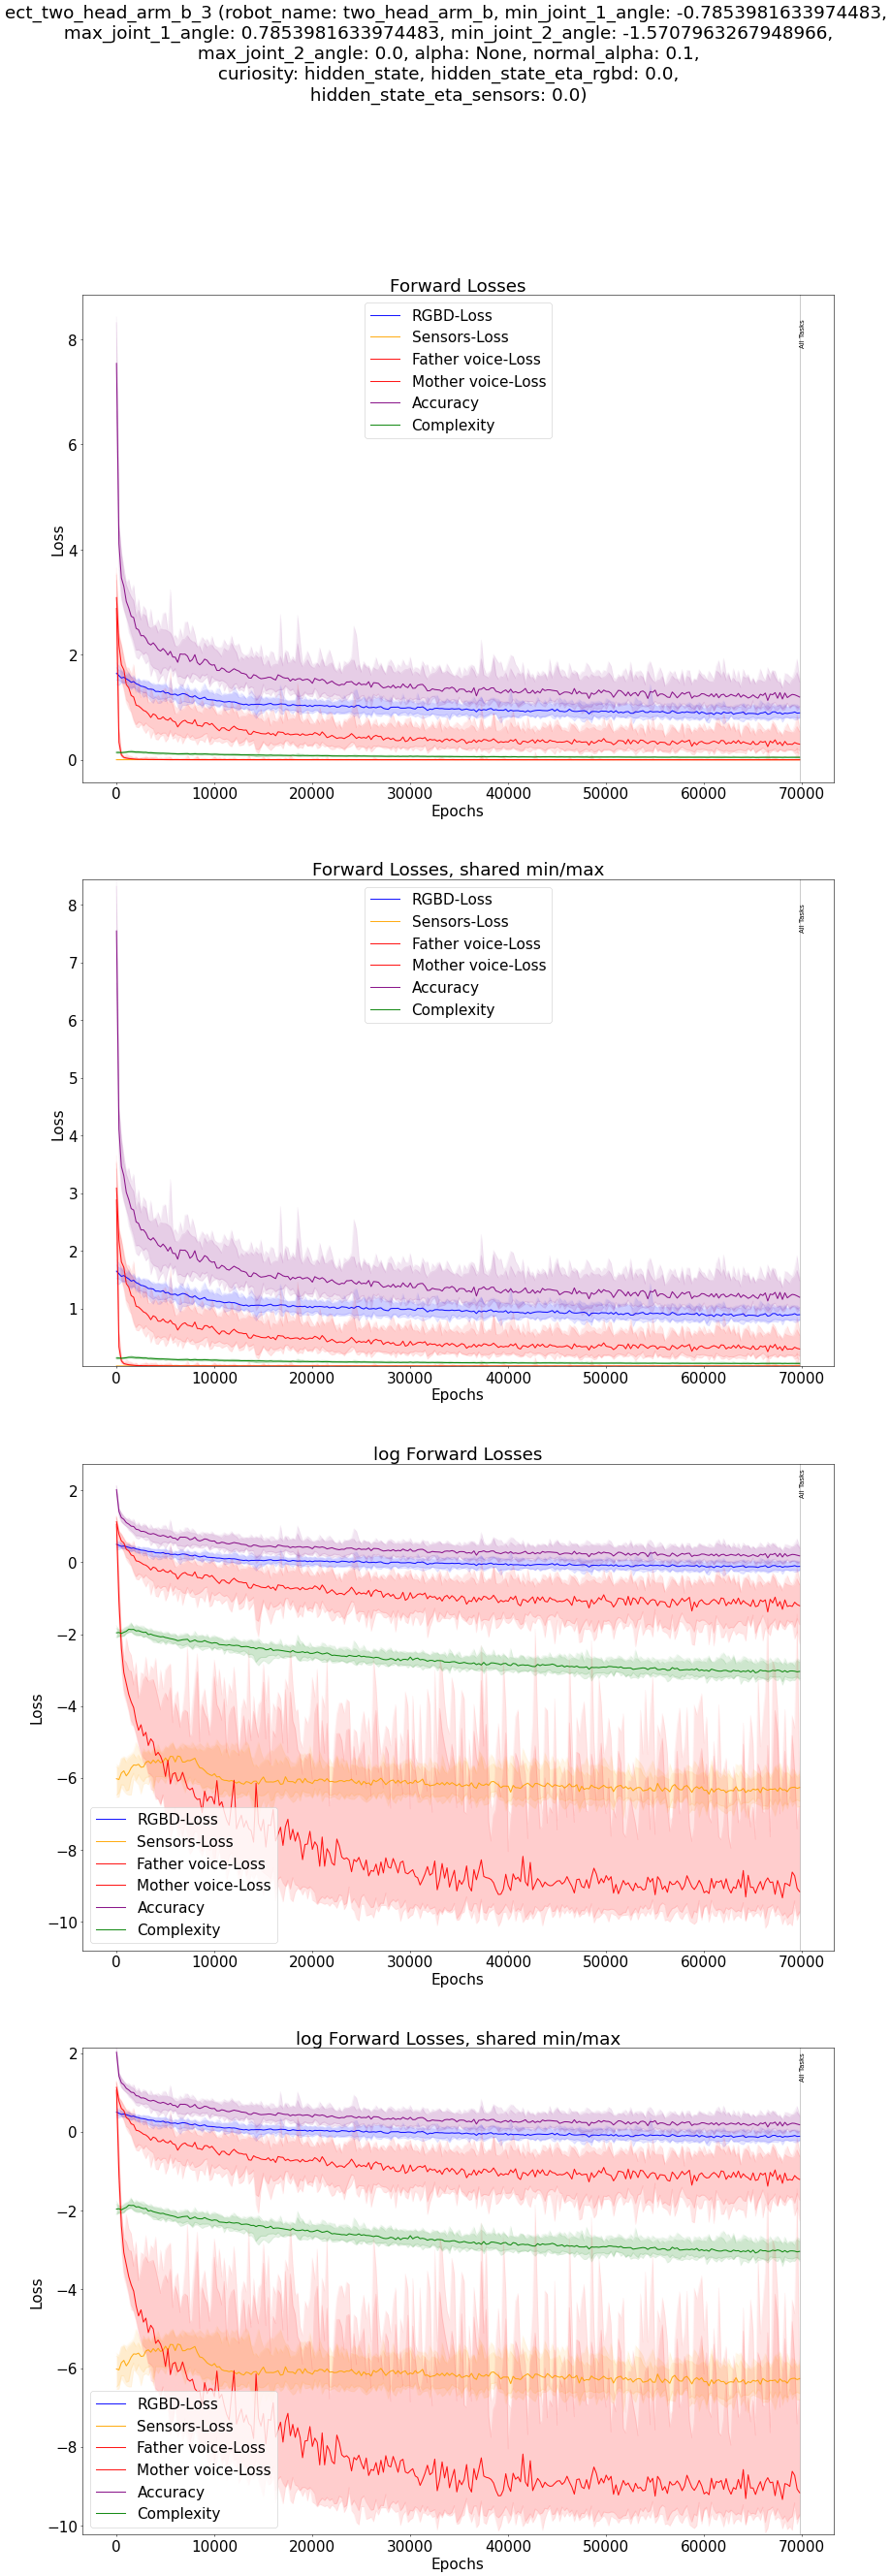 ect_two_head_arm_b_3 (robot_name: two_head_arm_b, min_joint_1_angle: -0.7853981633974483,
max_joint_1_angle: 0.7853981633974483, min_joint_2_angle: -1.5707963267948966,
max_joint_2_angle: 0.0, alpha: None, normal_alpha: 0.1,
curiosity: hidden_state, hidden_state_eta_rgbd: 0.0,
hidden_state_eta_sensors: 0.0)
Forward Losses
RGBD-Loss
Sensors-Loss
Father voice-Loss
Mother voice-Loss
Accuracy
Complexity
All Tasks
Loss
8
6
4
2
0
0 10000 20000 30000 40000 50000 60000 70000
Epochs
Forward Losses, shared min/max
RGBD-Loss
Sensors-Loss
Father voice-Loss
Mother voice-Loss
Accuracy
Complexity
All Tasks
Loss
8
7
6
5
4
3
2
1
0 10000 20000 30000 40000 50000 60000 70000
Epochs
log Forward Losses
All Tasks
Loss
2
0
−2
−4
−6
−8
−10
RGBD-Loss
Sensors-Loss
Father voice-Loss
Mother voice-Loss
Accuracy
Complexity
0 10000 20000 30000 40000 50000 60000 70000
Epochs
log Forward Losses, shared min/max
All Tasks
Loss
2
0
−2
−4
−6
−8
−10
RGBD-Loss
Sensors-Loss
Father voice-Loss
Mother voice-Loss
Accuracy
Complexity
0 10000 20000 30000 40000 50000 60000 70000
Epochs